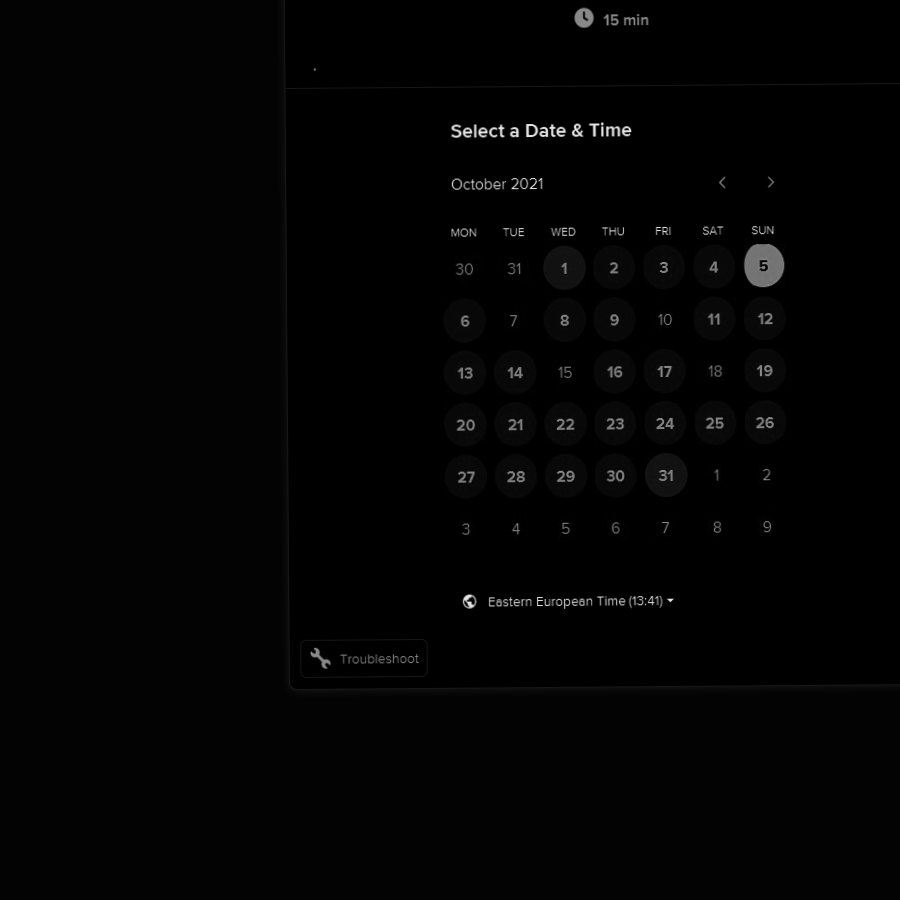 15 min
Select a Date & Time
October 2021
MON TUE WED THU FRI SAT SUN
30 31 1 2 3 4 5
6 7 8 9 10 11 12
13 14 15 16 17 18 19
20 21 22 23 24 25 26
27 28 29 30 31 1 2
3 4 5 6 7 8 9
Eastern European Time (13:41)
Troubleshoot